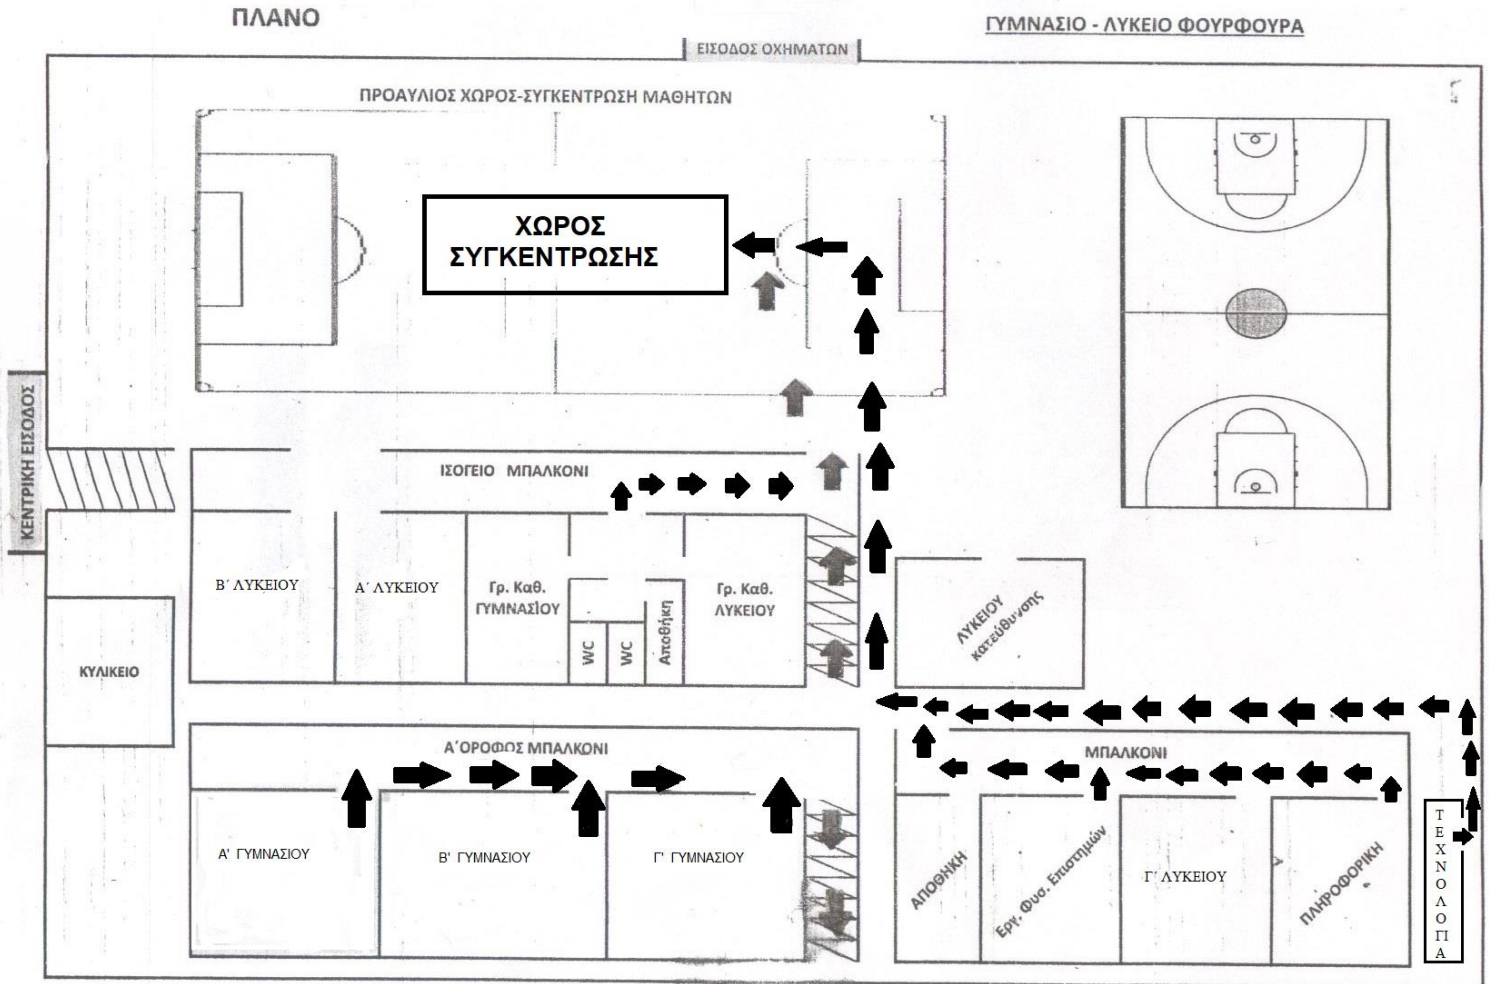 ΠΛΑΝΟ
ΓΥΜΝΑΣΙΟ - ΛΥΚΕΙΟ ΦΟΥΡΦΟΥΡΑ
ΕΙΣΟΔΟΣ ΟΧΗΜΑΤΩΝ
ΠΡΟΑΥΛΙΟΣ ΧΩΡΟΣ-ΣΥΓΚΕΝΤΡΩΣΗ ΜΑΘΗΤΩΝ
ΧΩΡΟΣ
ΣΥΓΚΕΝΤΡΩΣΗΣ
ΚΕΝΤΡΙΚΗ ΕΙΣΟΔΟΣ
ΙΣΟΓΕΙΟ ΜΠΑΛΚΟΝΙ
Β΄ ΛΥΚΕΙΟΥ
Α΄ ΛΥΚΕΙΟΥ
Γρ. Καθ.
ΓΥΜΝΑΣΙΟΥ
WC
WC
Αποθήκη
Γρ. Καθ.
ΛΥΚΕΙΟΥ
ΛΥΚΕΙΟΥ
κατεύθυνσης
ΚΥΛΙΚΕΙΟ
Α΄ΟΡΟΦΟΣ ΜΠΑΛΚΟΝΙ
ΜΠΑΛΚΟΝΙ
Α' ΓΥΜΝΑΣΙΟΥ
Β' ΓΥΜΝΑΣΙΟΥ
Γ' ΓΥΜΝΑΣΙΟΥ
ΑΠΟΘΗΚΗ
Εργ. Φυσ. Επιστημών
Γ΄ ΛΥΚΕΙΟΥ
ΠΛΗΡΟΦΟΡΙΚΗ
ΤΕΧΝΟΛΟΓΙΑ